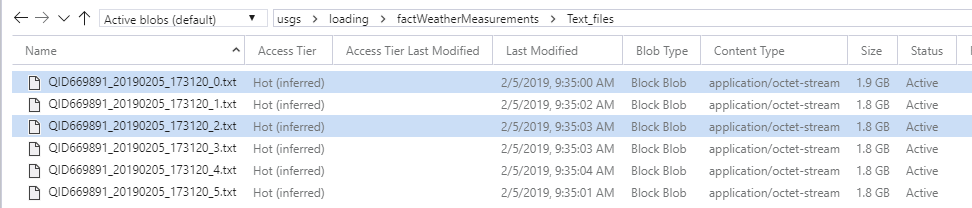 Active blobs (default) usgs loading factWeatherMeasurements Text_files
Name Access Tier Access Tier Last Modified Last Modified Blob Type Content Type Size Status
QID669891_20190205_173120_0.txt Hot (inferred) 2/5/2019, 9:35:00 AM Block Blob application/octet-stream 1.9 GB Active
QID669891_20190205_173120_1.txt Hot (inferred) 2/5/2019, 9:35:02 AM Block Blob application/octet-stream 1.8 GB Active
QID669891_20190205_173120_2.txt Hot (inferred) 2/5/2019, 9:35:03 AM Block Blob application/octet-stream 1.8 GB Active
QID669891_20190205_173120_3.txt Hot (inferred) 2/5/2019, 9:35:03 AM Block Blob application/octet-stream 1.8 GB Active
QID669891_20190205_173120_4.txt Hot (inferred) 2/5/2019, 9:35:04 AM Block Blob application/octet-stream 1.8 GB Active
QID669891_20190205_173120_5.txt Hot (inferred) 2/5/2019, 9:35:01 AM Block Blob application/octet-stream 1.8 GB Active